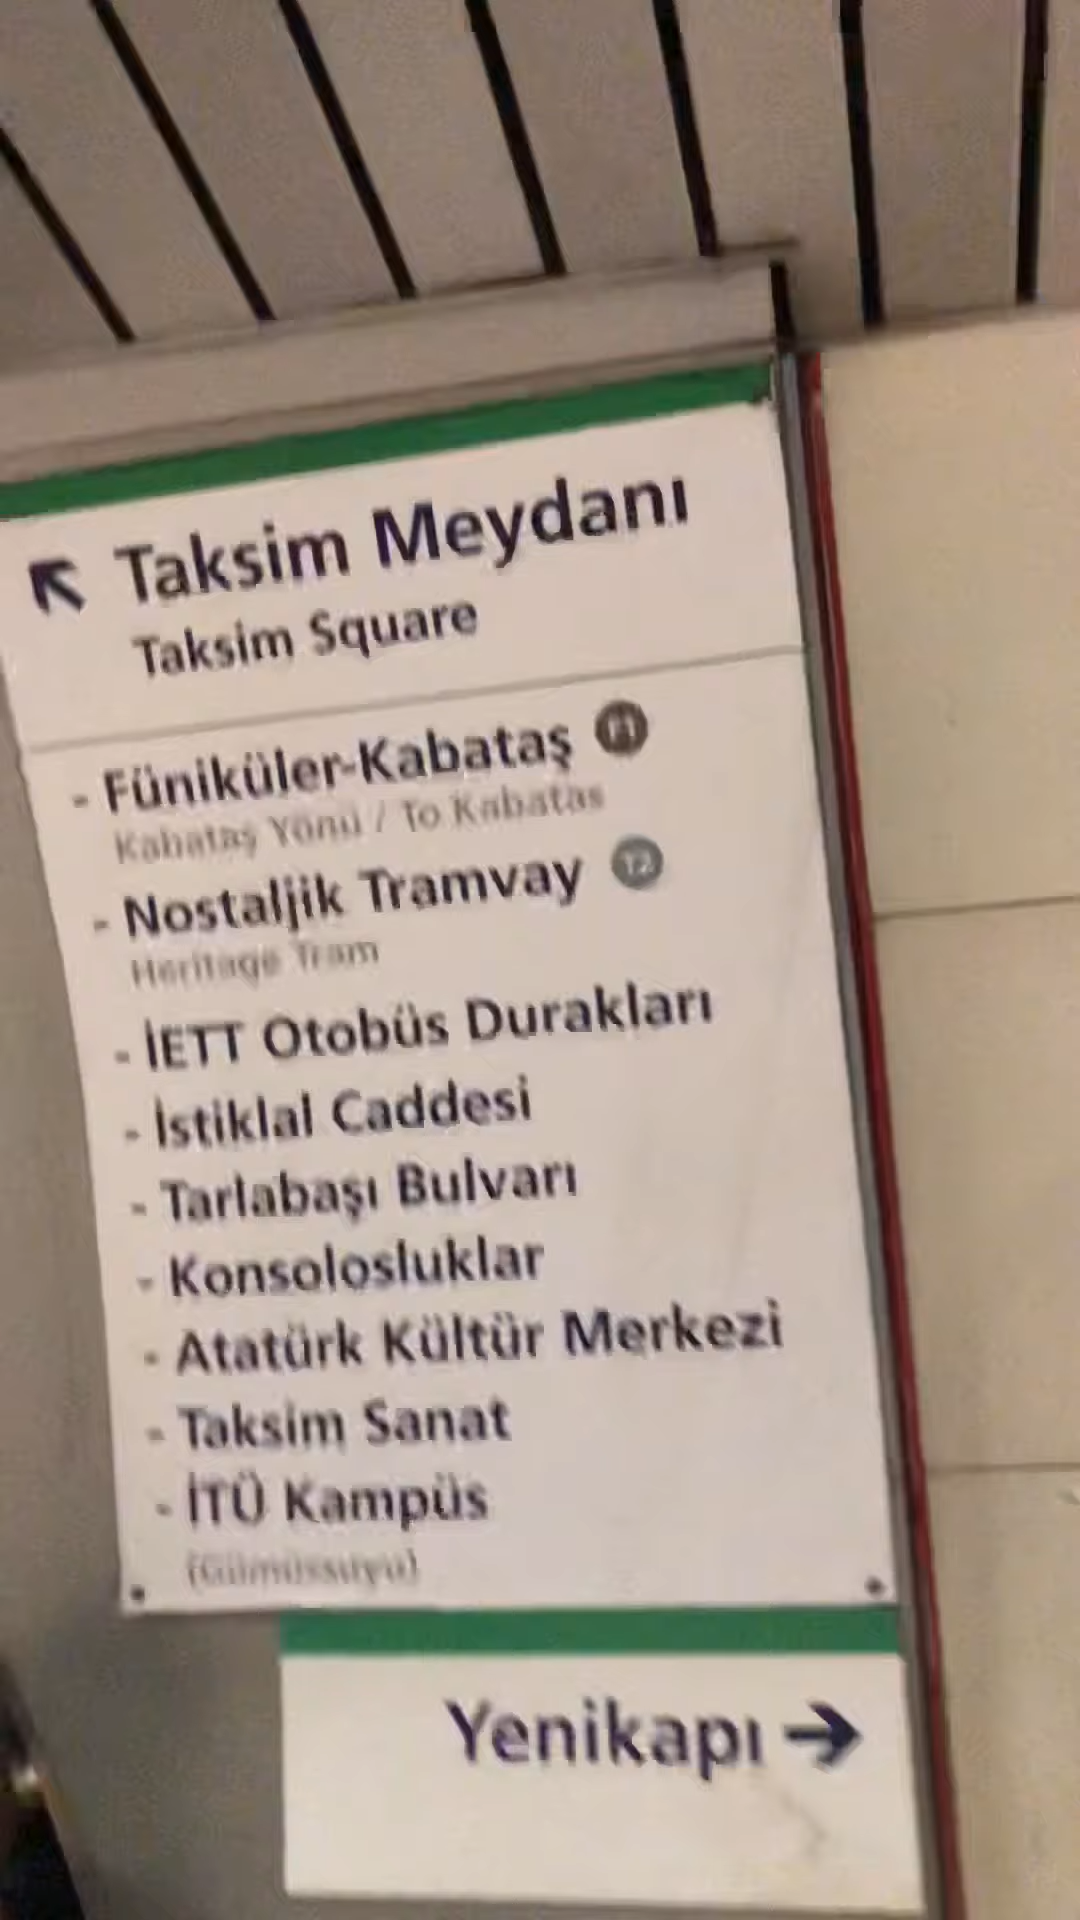 Taksim Meydanı
Taksim Square
- Füniküler-Kabataş F1
Kabataş Yönü / To Kabataş
- Nostaljik Tramvay T2
Heritage Tram
- İETT Otobüs Durakları
- İstiklal Caddesi
- Tarlabaşı Bulvarı
- Konsolosluklar
- Atatürk Kültür Merkezi
- Taksim Sanat
- İTÜ Kampüs
(Gümüşsuyu)
Yenikapı